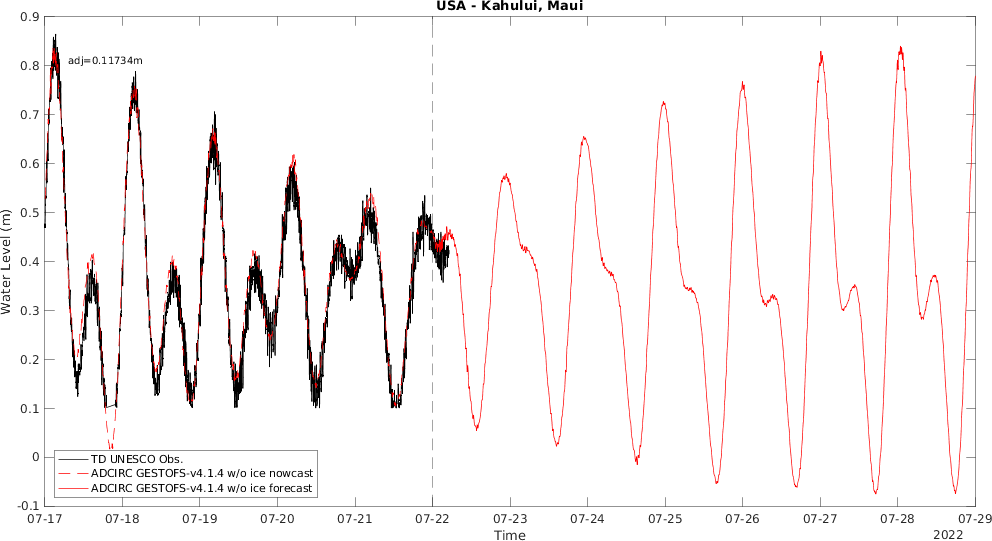 USA - Kahului, Maui
0.9
0.8
adj=0.11734m
0.7
0.6
0.5
Water Level (m)
0.4
0.3
0.2
0.1
0
TD UNESCO Obs.
ADCIRC GESTOFS-v4.1.4 w/o ice nowcast
ADCIRC GESTOFS-v4.1.4 w/o ice forecast
-0.1
07-17 07-18 07-19 07-20 07-21 07-22 07-23 07-24 07-25 07-26 07-27 07-28 07-29
Time
2022